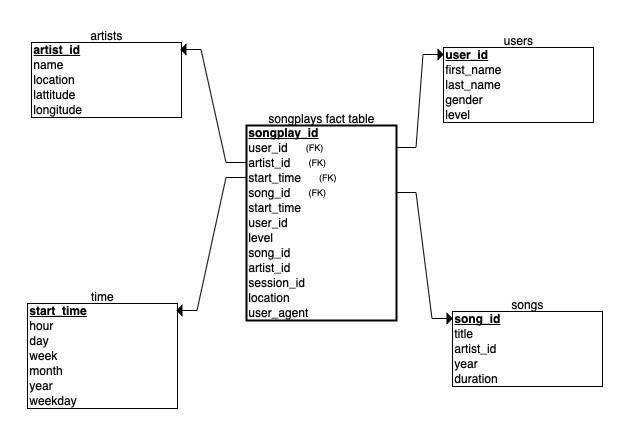 artists
artist_id
name
location
lattitude
longitude
users
user_id
first_name
last_name
gender
level
songplays fact table
songplay_id
user_id (FK)
artist_id (FK)
start_time (FK)
song_id (FK)
start_time
user_id
level
song_id
artist_id
session_id
location
user_agent
time
start_time
hour
day
week
month
year
weekday
songs
song_id
title
artist_id
year
duration